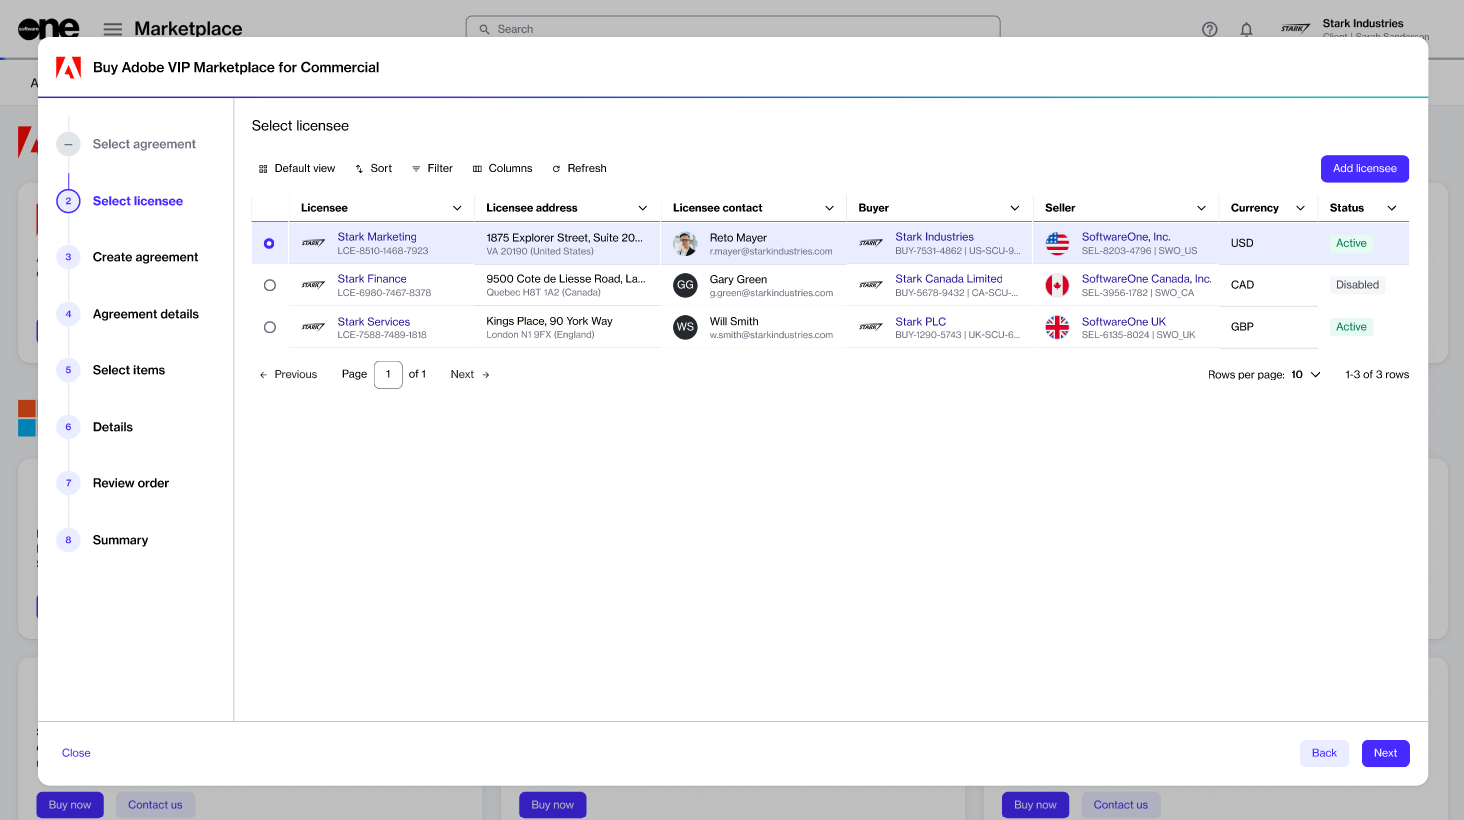 software one
Marketplace
Search
Stark Industries
Client | Sarah Sanderson
STARK
Buy Adobe VIP Marketplace for Commercial
Select agreement
2 Select licensee
3 Create agreement
4 Agreement details
5 Select items
6 Details
7 Review order
8 Summary
Select licensee
Default view Sort Filter Columns Refresh
Add licensee
Licensee Licensee address Licensee contact Buyer Seller Currency Status
STARK Stark Marketing 1875 Explorer Street, Suite 20... Reto Mayer STARK Stark Industries SoftwareOne, Inc. USD Active
LCE-8510-1468-7923 VA 20190 (United States) r.mayer@starkindustries.com BUY-7531-4862 | US-SCU-9... SEL-8203-4796 | SWO_US
STARK Stark Finance 9500 Cote de Liesse Road, La... GG Gary Green STARK Stark Canada Limited SoftwareOne Canada, Inc. CAD Disabled
LCE-6980-7467-8378 Quebec H8T 1A2 (Canada) g.green@starkindustries.com BUY-5678-9432 | CA-SCU-... SEL-3956-1782 | SWO_CA
STARK Stark Services Kings Place, 90 York Way WS Will Smith STARK Stark PLC SoftwareOne UK GBP Active
LCE-7588-7489-1818 London N1 9FX (England) w.smith@starkindustries.com BUY-1290-5743 | UK-SCU-6... SEL-6135-8024 | SWO_UK
Previous Page 1 of 1 Next
Rows per page: 10 1-3 of 3 rows
Close
Back Next
Buy now Contact us Buy now Buy now Contact us